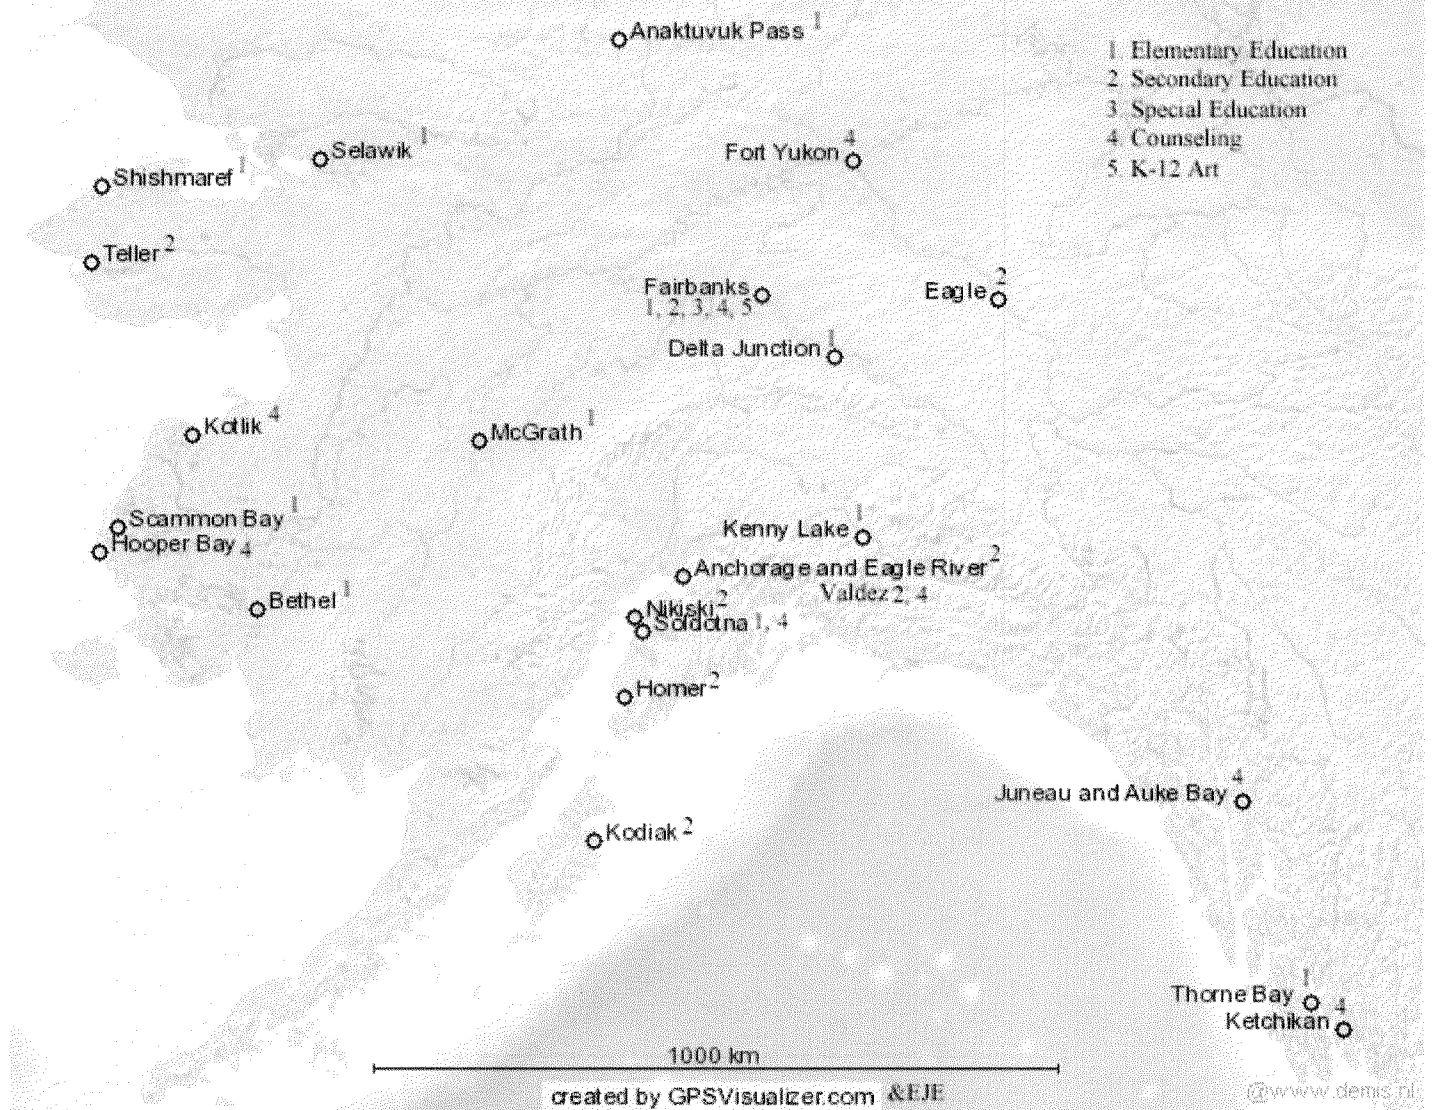 Anaktuvuk Pass 1
1. Elementary Education
2. Secondary Education
3. Special Education
4. Counseling
5. K-12 Art
Selawik 1
Fort Yukon 4
Shishmaref 1
Teller 2
Fairbanks
1, 2, 3, 4, 5
Eagle 2
Delta Junction 1
Kotlik 4
McGrath 1
Scammon Bay 1
Hooper Bay 4
Kenny Lake 1
Anchorage and Eagle River 2
Valdez 2, 4
Bethel 1
Nikiski 2
Soldotna 1, 4
Homer 2
Juneau and Auke Bay 4
Kodiak 2
Thorne Bay 1
Ketchikan 4
1000 km
created by GPSVisualizer.com &EJE
@www.demis.nl